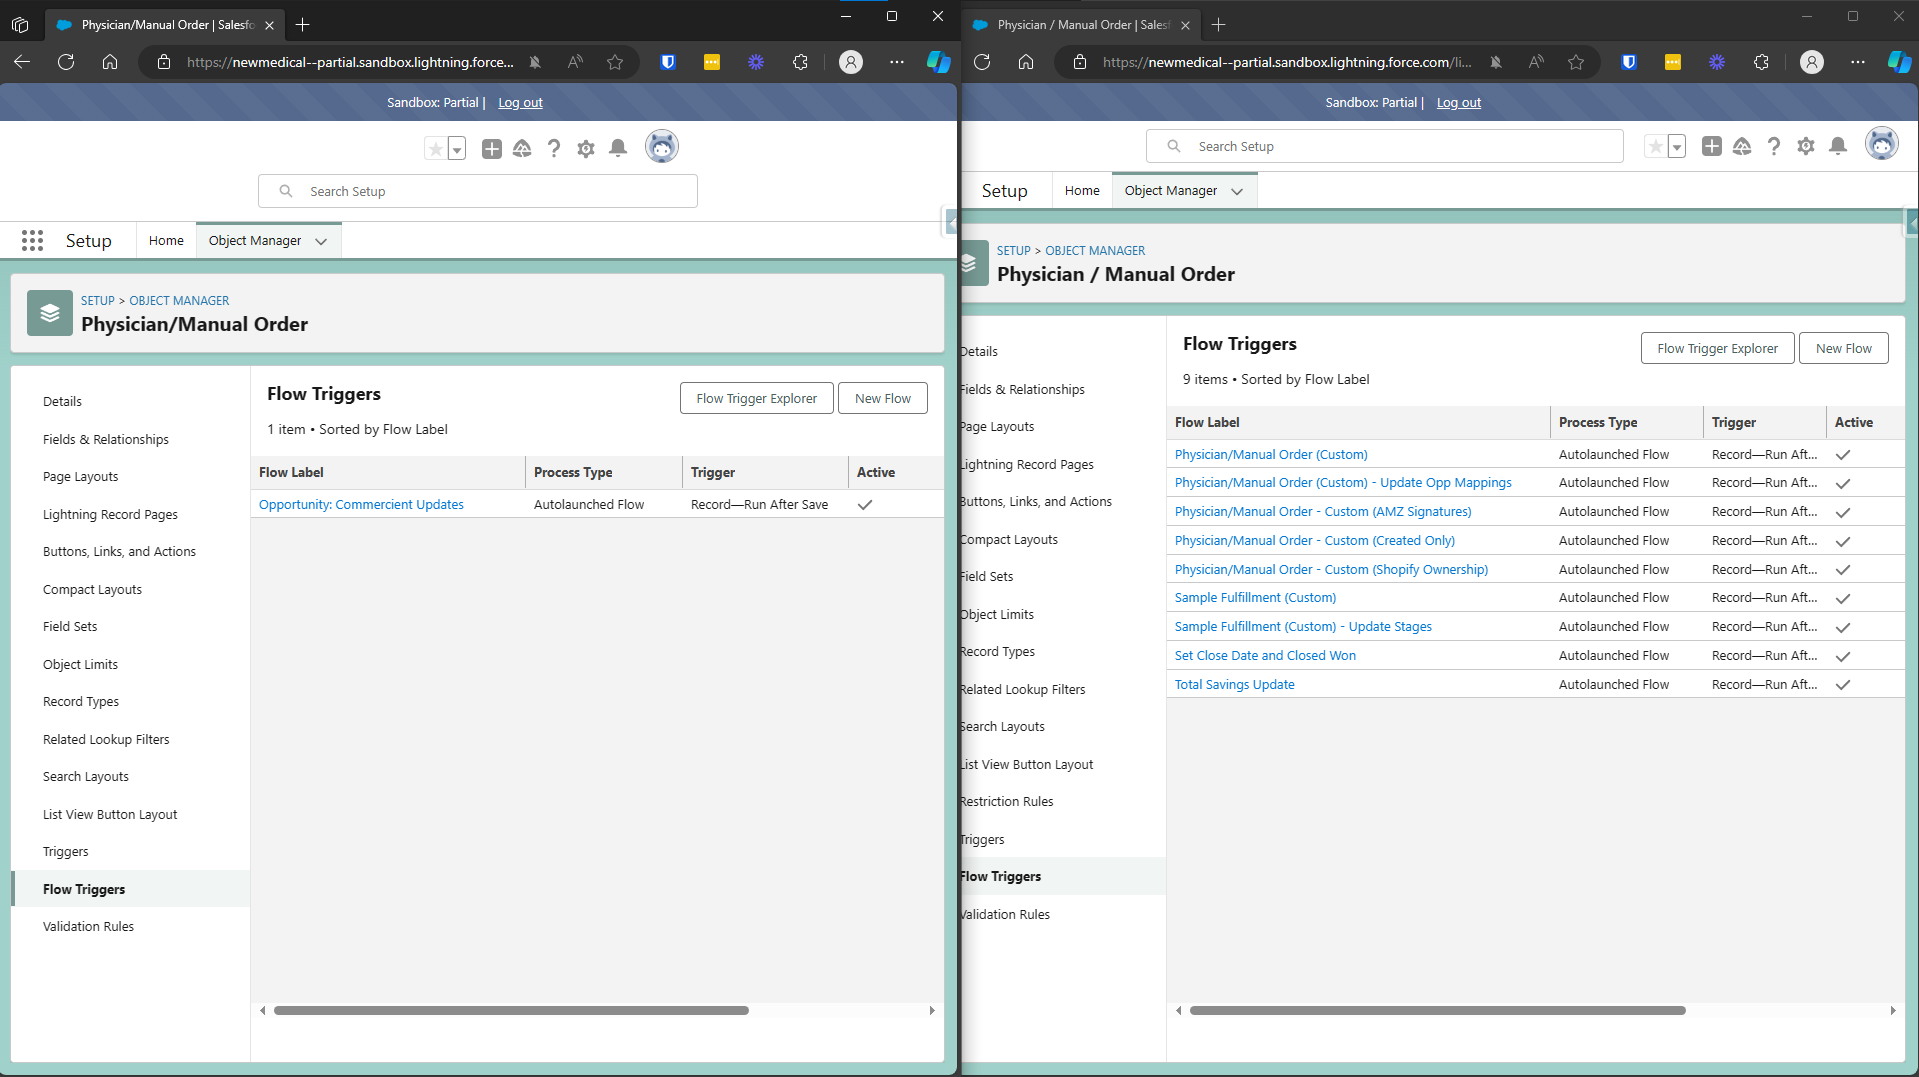 Physician/Manual Order | Salesfo
https://newmedical--partial.sandbox.lightning.force...
Sandbox: Partial | Log out
Search Setup
Setup
Home
Object Manager
SETUP > OBJECT MANAGER
Physician/Manual Order
Details
Fields & Relationships
Page Layouts
Lightning Record Pages
Buttons, Links, and Actions
Compact Layouts
Field Sets
Object Limits
Record Types
Related Lookup Filters
Search Layouts
List View Button Layout
Triggers
Flow Triggers
Validation Rules
Flow Triggers
1 item • Sorted by Flow Label
Flow Trigger Explorer
New Flow
Flow Label Process Type Trigger Active
Opportunity: Commercient Updates Autolaunched Flow Record—Run After Save
Physician / Manual Order | Salesf
https://newmedical--partial.sandbox.lightning.force.com/li...
Sandbox: Partial | Log out
Search Setup
Setup
Home
Object Manager
SETUP > OBJECT MANAGER
Physician / Manual Order
Details
Fields & Relationships
Page Layouts
Lightning Record Pages
Buttons, Links, and Actions
Compact Layouts
Field Sets
Object Limits
Record Types
Related Lookup Filters
Search Layouts
List View Button Layout
Restriction Rules
Triggers
Flow Triggers
Validation Rules
Flow Triggers
9 items • Sorted by Flow Label
Flow Trigger Explorer
New Flow
Flow Label Process Type Trigger Active
Physician/Manual Order (Custom) Autolaunched Flow Record—Run Aft...
Physician/Manual Order (Custom) - Update Opp Mappings Autolaunched Flow Record—Run Aft...
Physician/Manual Order - Custom (AMZ Signatures) Autolaunched Flow Record—Run Aft...
Physician/Manual Order - Custom (Created Only) Autolaunched Flow Record—Run Aft...
Physician/Manual Order - Custom (Shopify Ownership) Autolaunched Flow Record—Run Aft...
Sample Fulfillment (Custom) Autolaunched Flow Record—Run Aft...
Sample Fulfillment (Custom) - Update Stages Autolaunched Flow Record—Run Aft...
Set Close Date and Closed Won Autolaunched Flow Record—Run Aft...
Total Savings Update Autolaunched Flow Record—Run Aft...